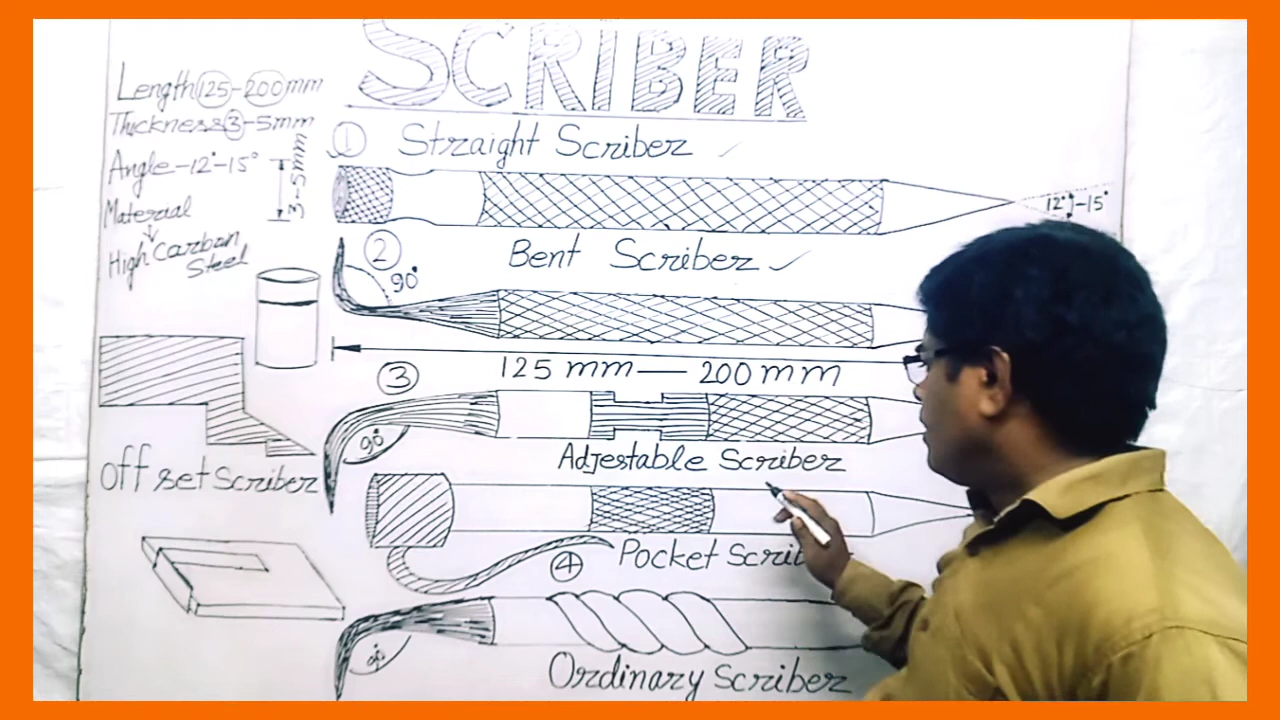 SCRIBER
Length 125-200mm
Thickness 3-5mm
Angle-12°-15°
Material
High Carbon
Steel
3-5mm
1 Straight Scriber
12°-15°
2 Bent Scriber
90°
125 mm — 200 mm
3
90°
Adjestable Scriber
Off set Scriber
4 Pocket Scrib
90°
Ordinary Scriber